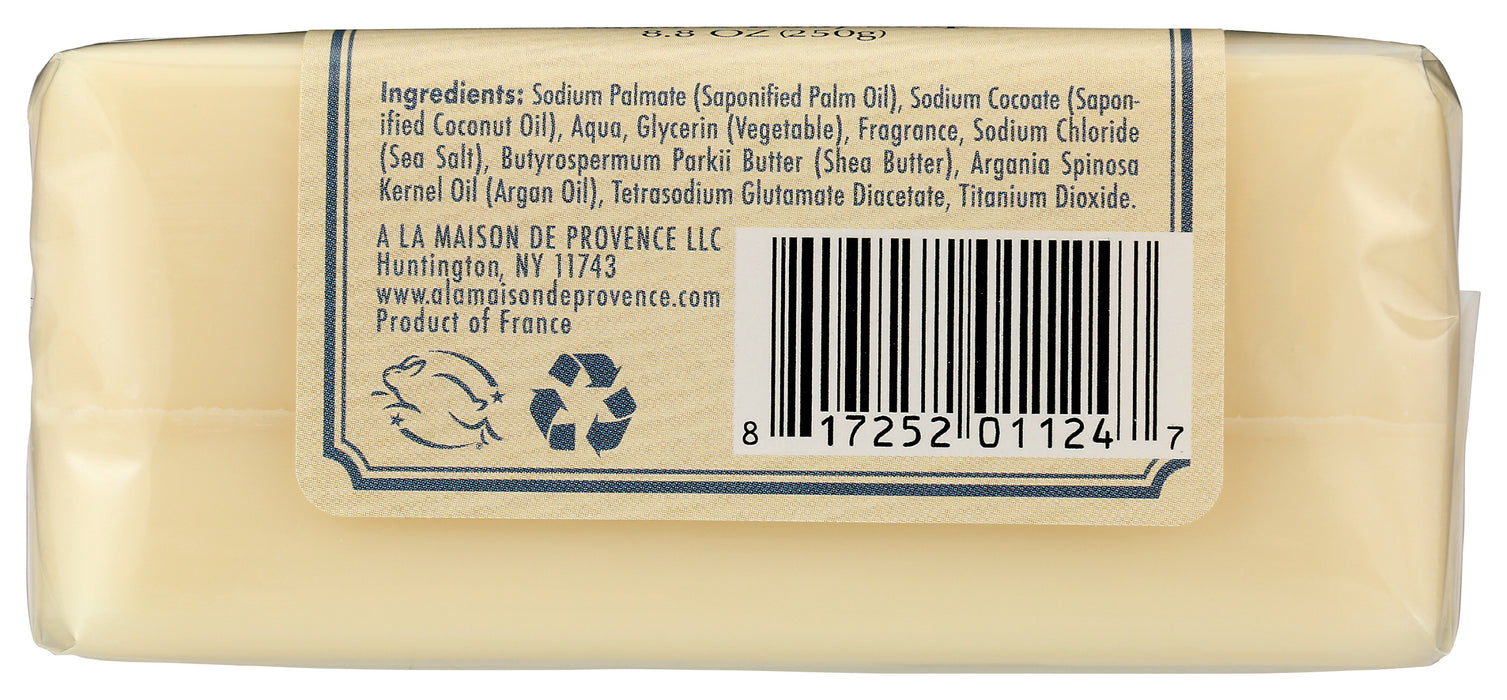 8.8 OZ (250g)
Ingredients: Sodium Palmate (Saponified Palm Oil), Sodium Cocoate (Sapon-
ified Coconut Oil), Aqua, Glycerin (Vegetable), Fragrance, Sodium Chloride
(Sea Salt), Butyrospermum Parkii Butter (Shea Butter), Argania Spinosa
Kernel Oil (Argan Oil), Tetrasodium Glutamate Diacetate, Titanium Dioxide.
A LA MAISON DE PROVENCE LLC
Huntington, NY 11743
www.alamaisondeprovence.com
Product of France
8 17252 01124 7